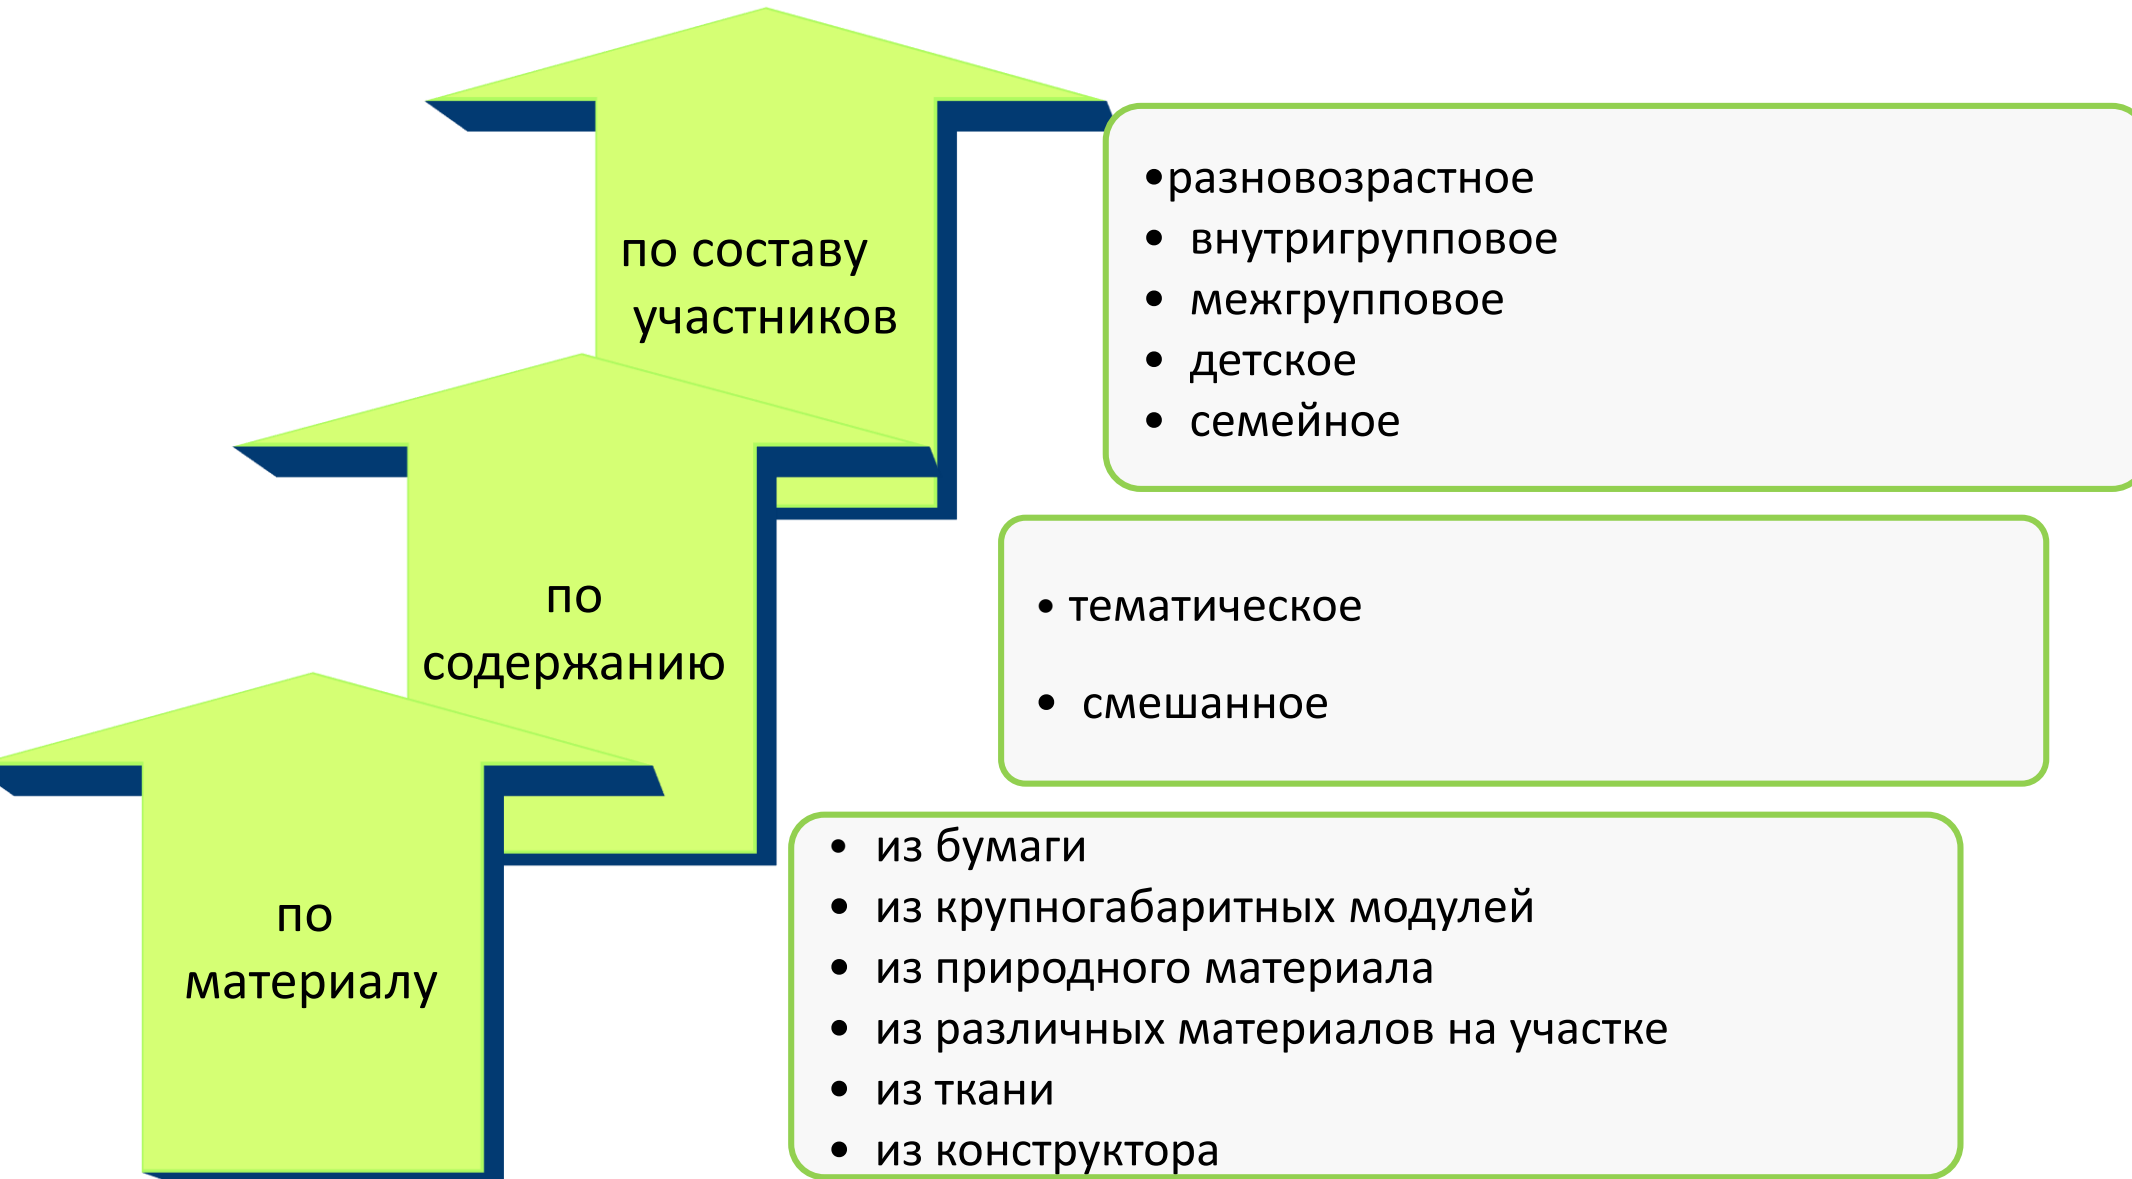 по составу
участников
•разновозрастное
• внутригрупповое
• межгрупповое
• детское
• семейное
по
содержанию
• тематическое
• смешанное
по
материалу
• из бумаги
• из крупногабаритных модулей
• из природного материала
• из различных материалов на участке
• из ткани
• из конструктора